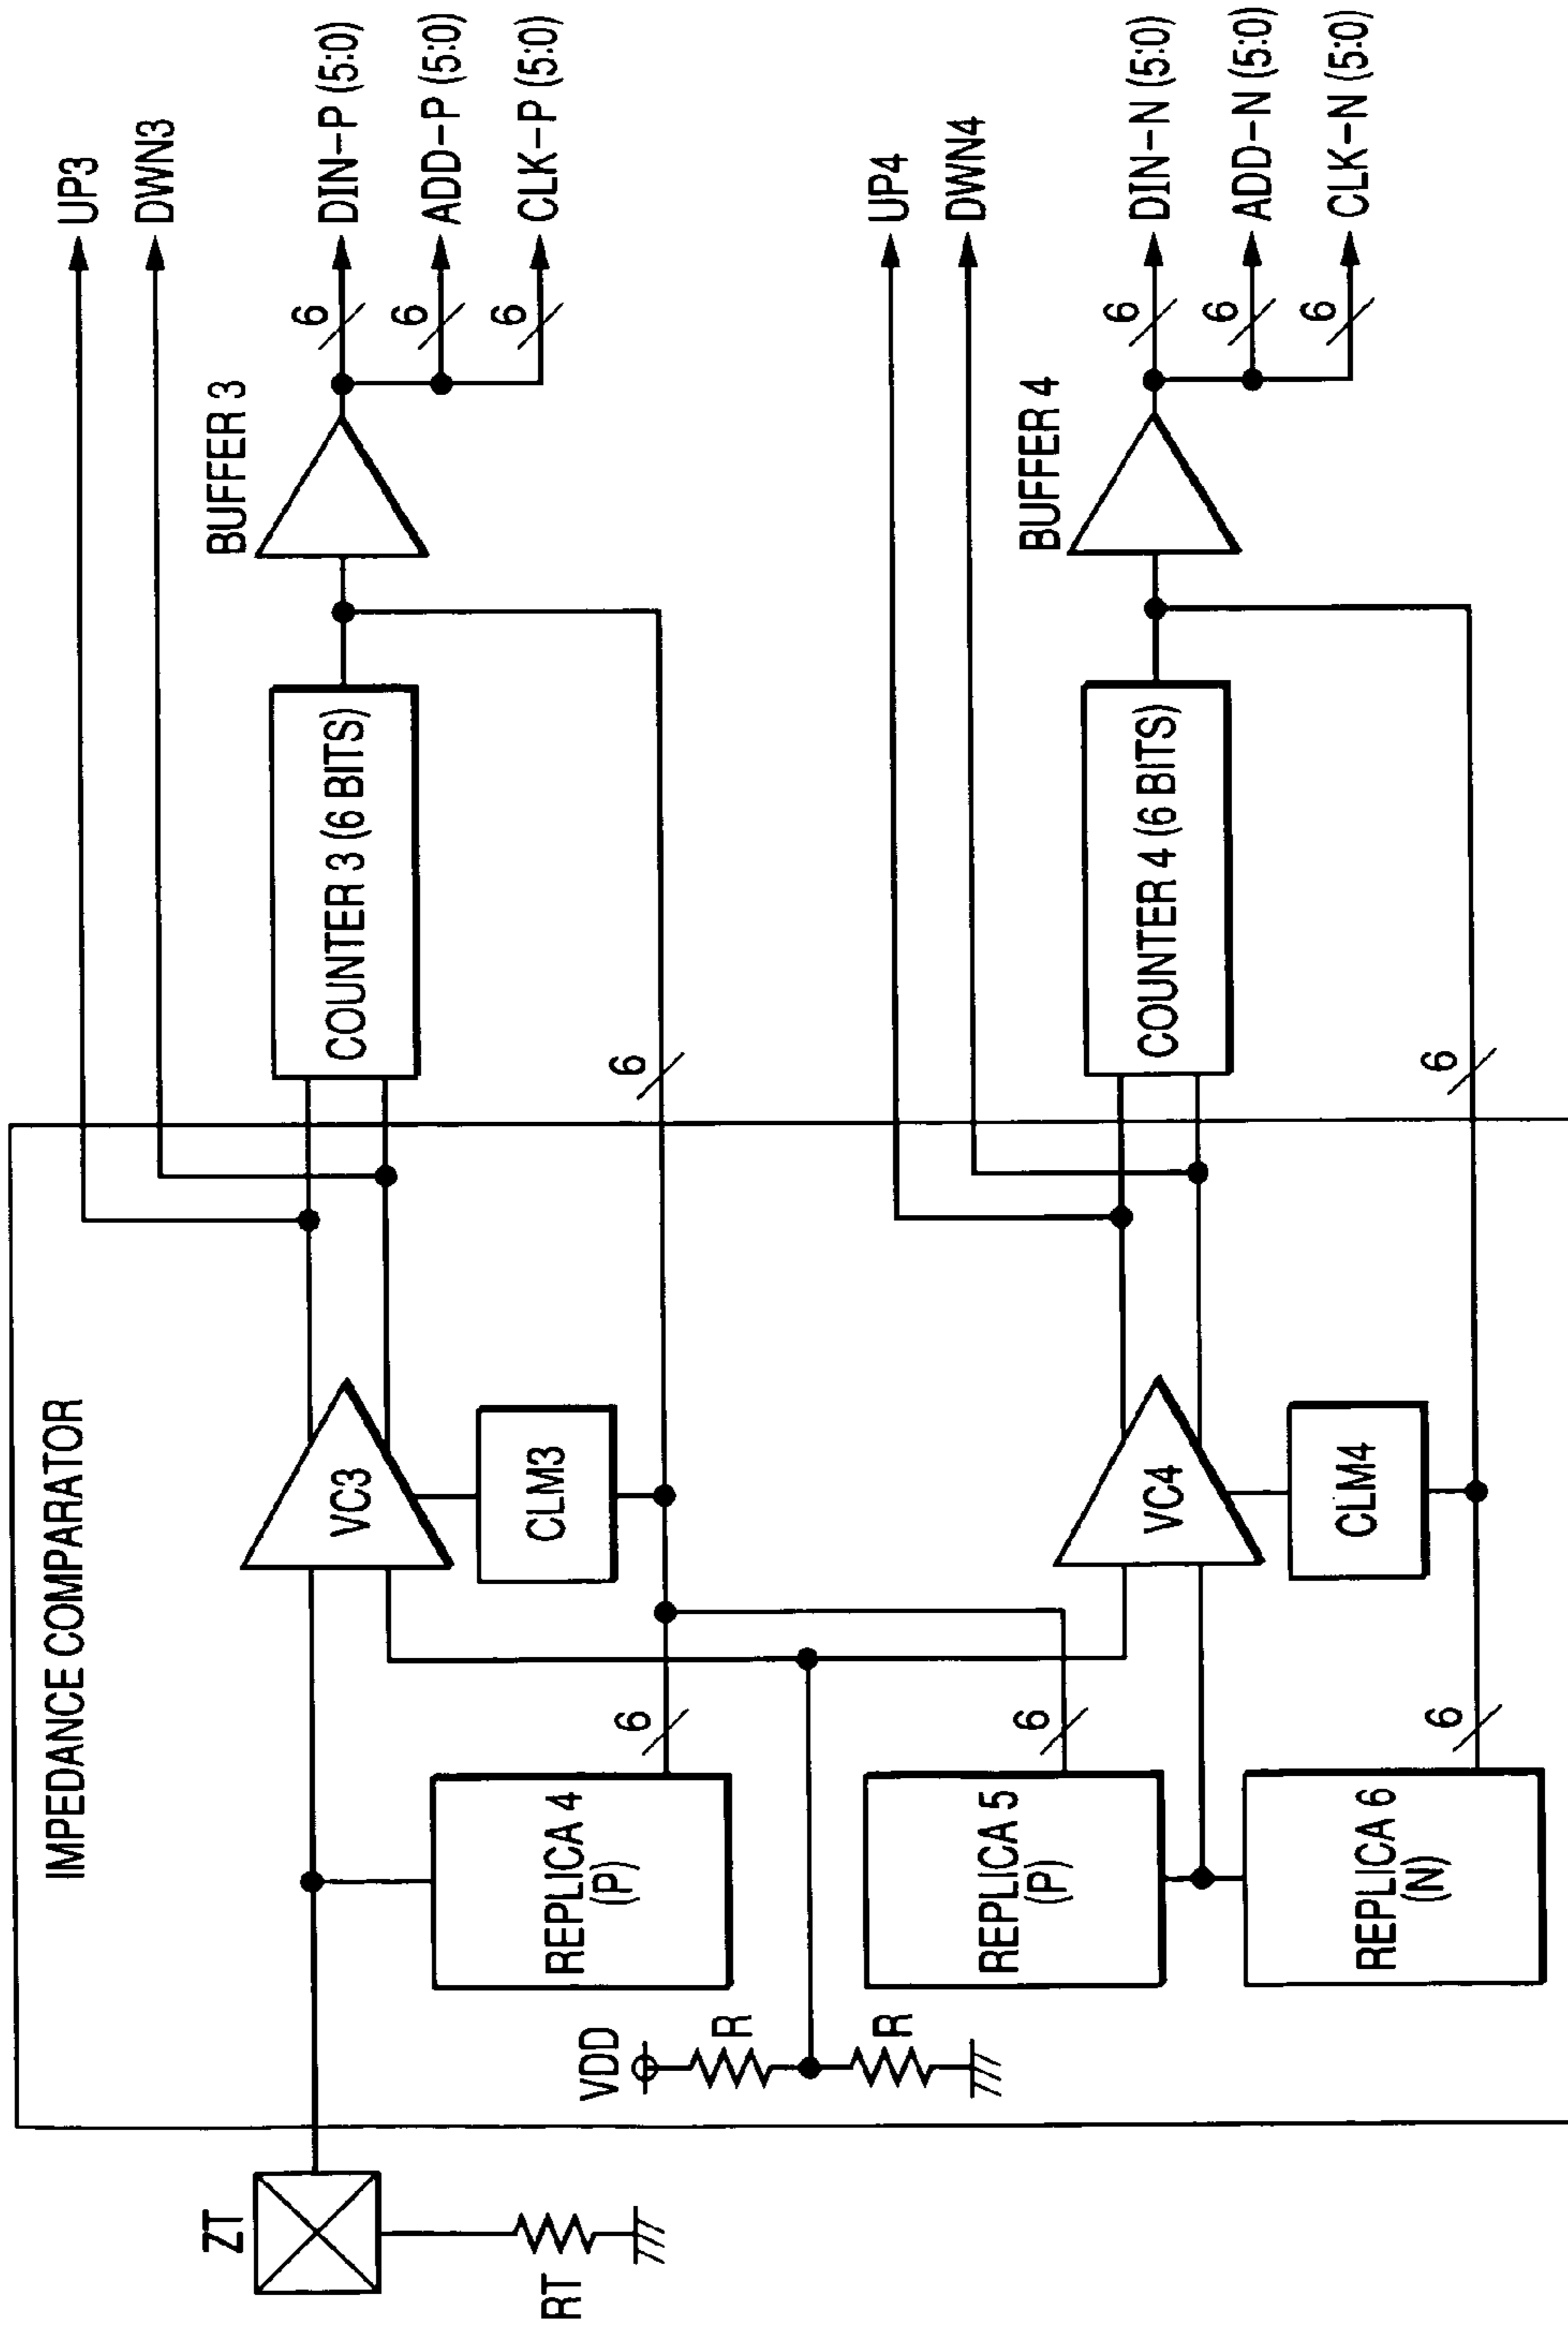 IMPEDANCE COMPARATOR
UP3
DWN3
ZT
RT
VC3
CLM3
COUNTER 3 (6 BITS)
BUFFER 3
6
DIN-P (5:0)
6
ADD-P (5:0)
6
CLK-P (5:0)
6
REPLICA 4
(P)
6
VDD
R
R
UP4
DWN4
REPLICA 5
(P)
6
VC4
CLM4
COUNTER 4 (6 BITS)
BUFFER 4
6
DIN-N (5:0)
6
ADD-N (5:0)
6
CLK-N (5:0)
6
REPLICA 6
(N)
6